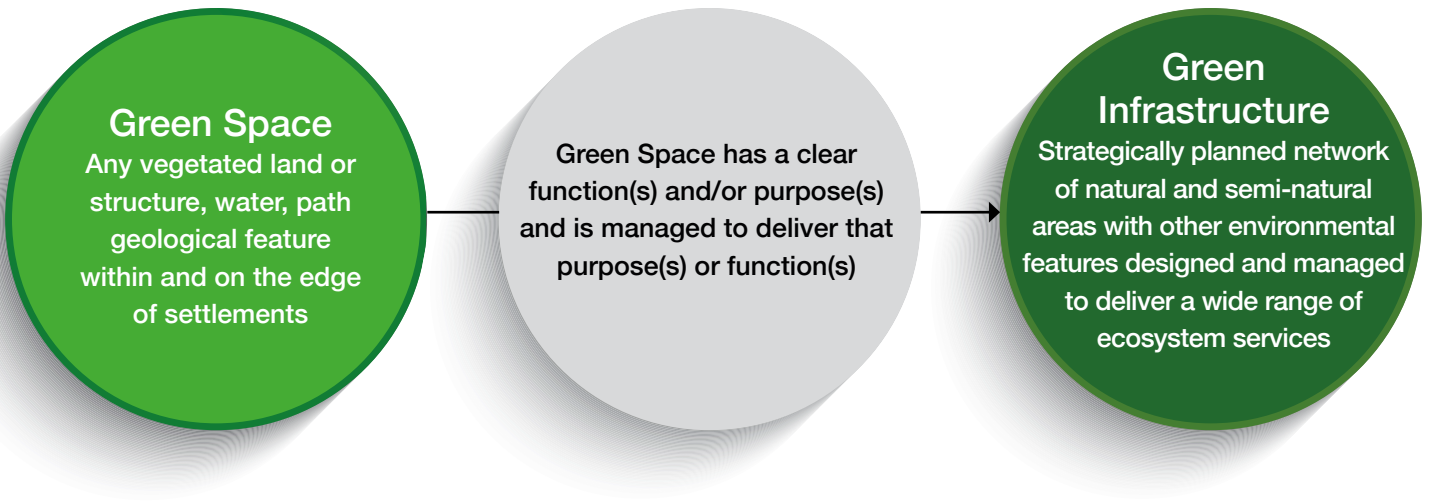 Green Space
Any vegetated land or
structure, water, path
geological feature
within and on the edge
of settlements
Green Space has a clear
function(s) and/or purpose(s)
and is managed to deliver that
purpose(s) or function(s)
Green
Infrastructure
Strategically planned network
of natural and semi-natural
areas with other environmental
features designed and managed
to deliver a wide range of
ecosystem services